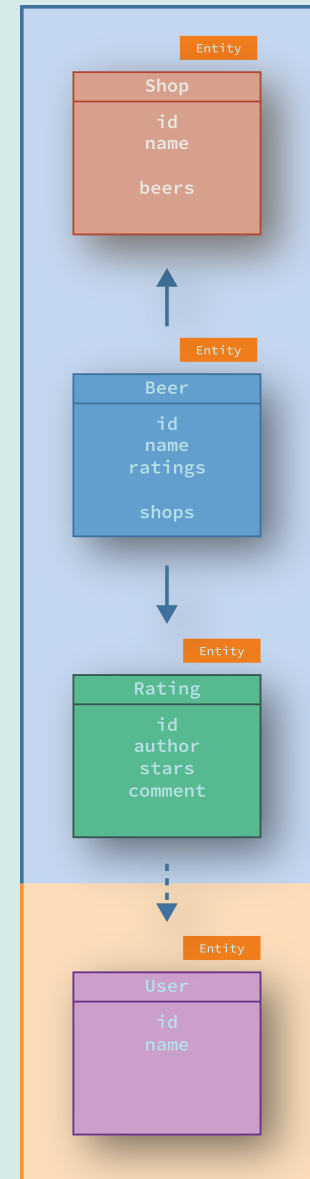 Entity
Shop
id
name
beers
Entity
Beer
id
name
ratings
shops
Entity
Rating
id
author
stars
comment
Entity
User
id
name